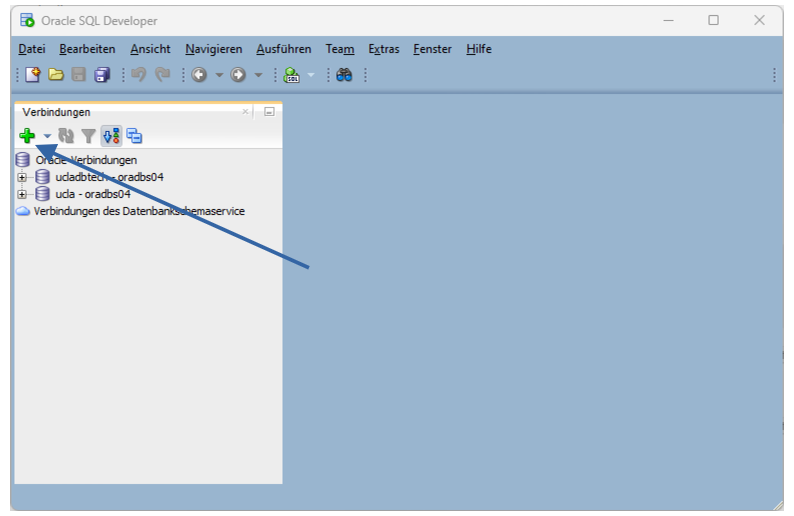 Oracle SQL Developer
Datei Bearbeiten Ansicht Navigieren Ausführen Team Extras Fenster Hilfe
SQL
Verbindungen
Oracle-Verbindungen
ucladbtech - oradbs04
ucla - oradbs04
Verbindungen des Datenbankschemaservice